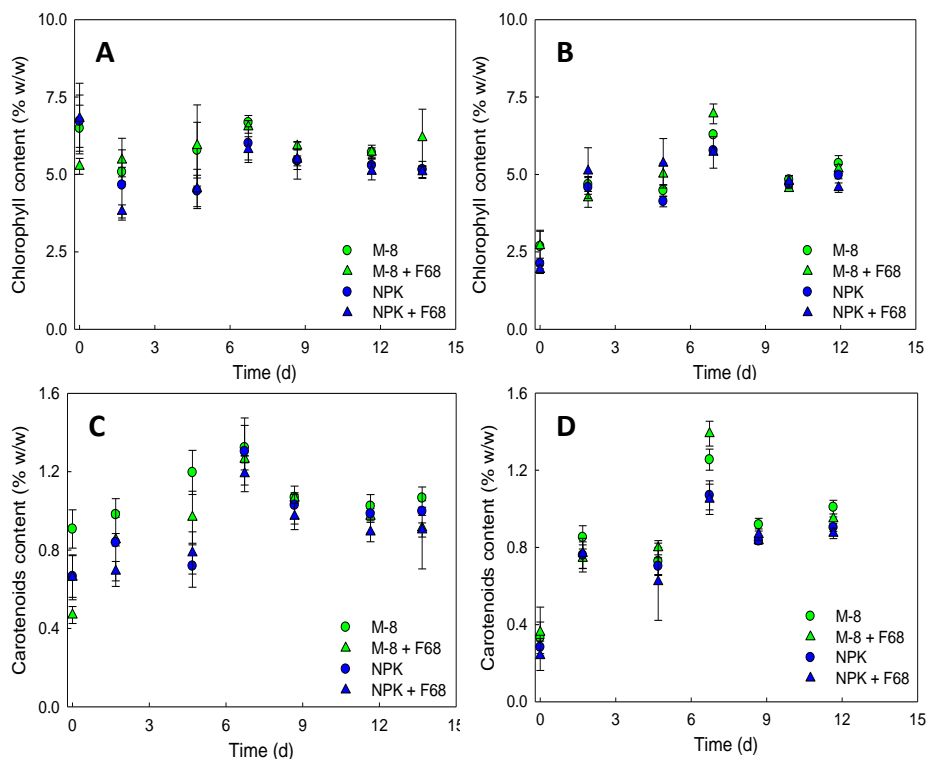 A
Chlorophyll content (% w/w)
10.0
7.5
5.0
2.5
0.0
M-8
M-8 + F68
NPK
NPK + F68
0 3 6 9 12 15
Time (d)
B
Chlorophyll content (% w/w)
10.0
7.5
5.0
2.5
0.0
M-8
M-8 + F68
NPK
NPK + F68
0 3 6 9 12 15
Time (d)
C
Carotenoids content (% w/w)
1.6
1.2
0.8
0.4
0.0
M-8
M-8 + F68
NPK
NPK + F68
0 3 6 9 12 15
Time (d)
D
Carotenoids content (% w/w)
1.6
1.2
0.8
0.4
0.0
M-8
M-8 + F68
NPK
NPK + F68
0 3 6 9 12 15
Time (d)